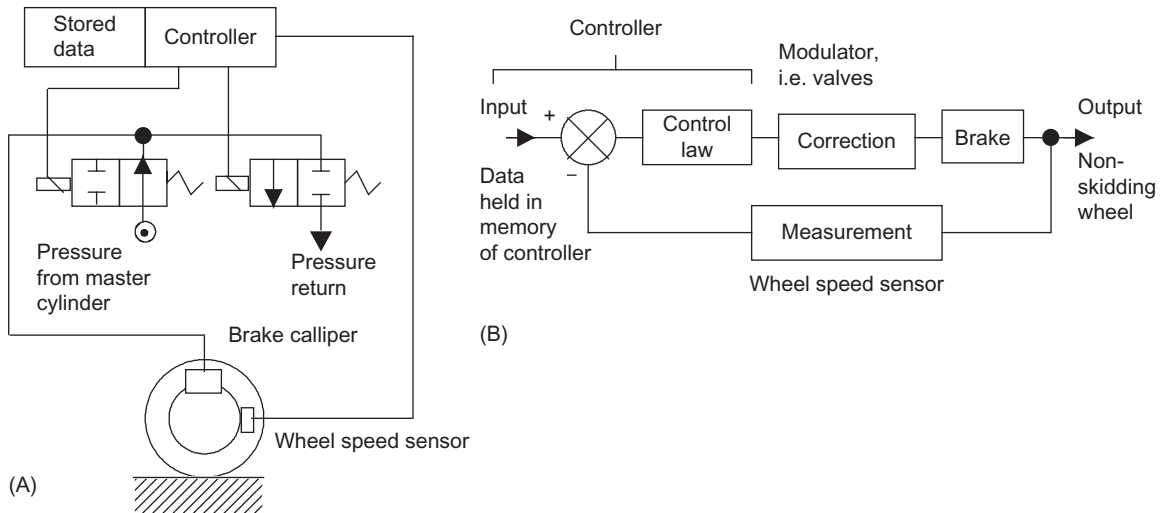 Stored
data
Controller
Pressure
from master
cylinder
Pressure
return
Brake calliper
Wheel speed sensor
(A)
Controller
Modulator,
i.e. valves
Input
+
Control
law
Correction
Brake
Output
−
Data
held in
memory
of controller
Non-
skidding
wheel
Measurement
Wheel speed sensor
(B)